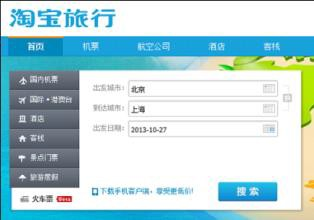 淘宝旅行
首页 机票 航空公司 酒店 客栈
国内机票
国际·港澳台
酒店
客栈
景点门票
旅游度假
火车票 Beta
出发城市: 北京
到达城市: 上海
出发日期: 2013-10-27
下载手机客户端，享受更低价!
搜索